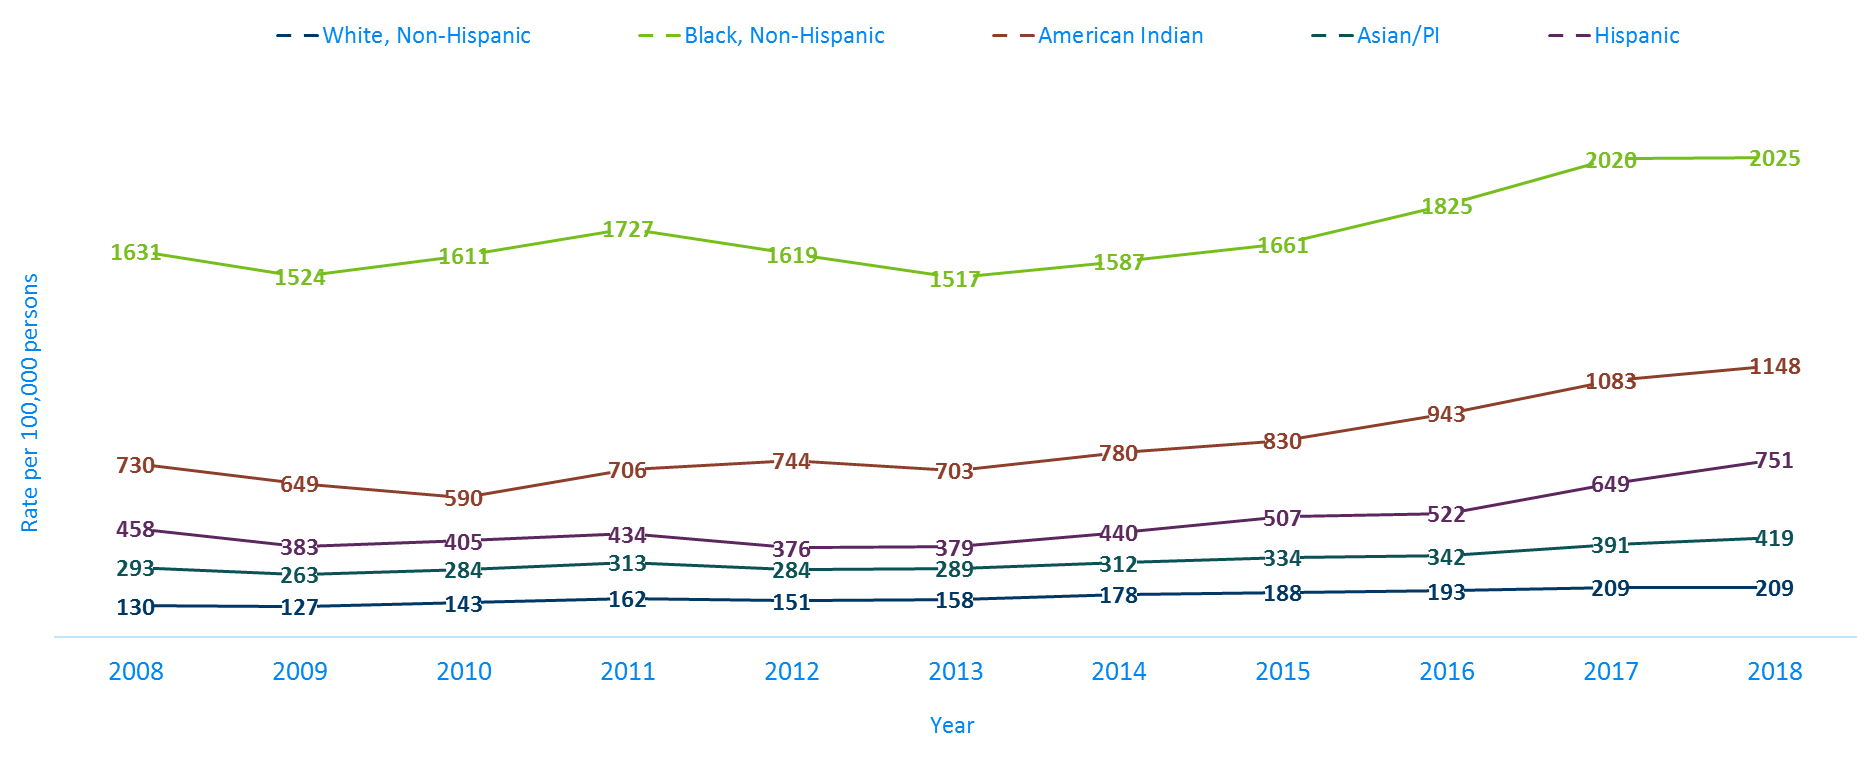 White, Non-Hispanic Black, Non-Hispanic American Indian Asian/PI Hispanic
Rate per 100,000 persons
1631 1524 1611 1727 1619 1517 1587 1661 1825 2020 2025
730 649 590 706 744 703 780 830 943 1083 1148
458 383 405 434 376 379 440 507 522 649 751
293 263 284 313 284 289 312 334 342 391 419
130 127 143 162 151 158 178 188 193 209 209
2008 2009 2010 2011 2012 2013 2014 2015 2016 2017 2018
Year